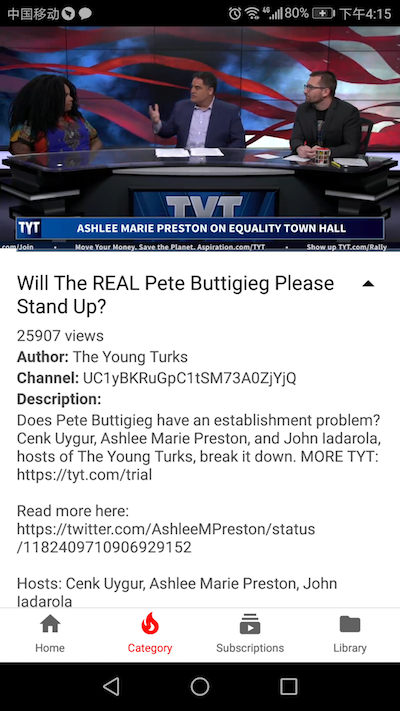 中国移动 4G 80% 下午4:15
TYT
TYT
ASHLEE MARIE PRESTON ON EQUALITY TOWN HALL
com/Join • Move Your Money. Save the Planet. Aspiration.com/TYT • Show up TYT.com/Rally
Will The REAL Pete Buttigieg Please
Stand Up?
25907 views
Author: The Young Turks
Channel: UC1yBKRuGpC1tSM73A0ZjYjQ
Description:
Does Pete Buttigieg have an establishment problem?
Cenk Uygur, Ashlee Marie Preston, and John Iadarola,
hosts of The Young Turks, break it down. MORE TYT:
https://tyt.com/trial
Read more here:
https://twitter.com/AshleeMPreston/status
/1182409710906929152
Hosts: Cenk Uygur, Ashlee Marie Preston, John
Iadarola
Home Category Subscriptions Library